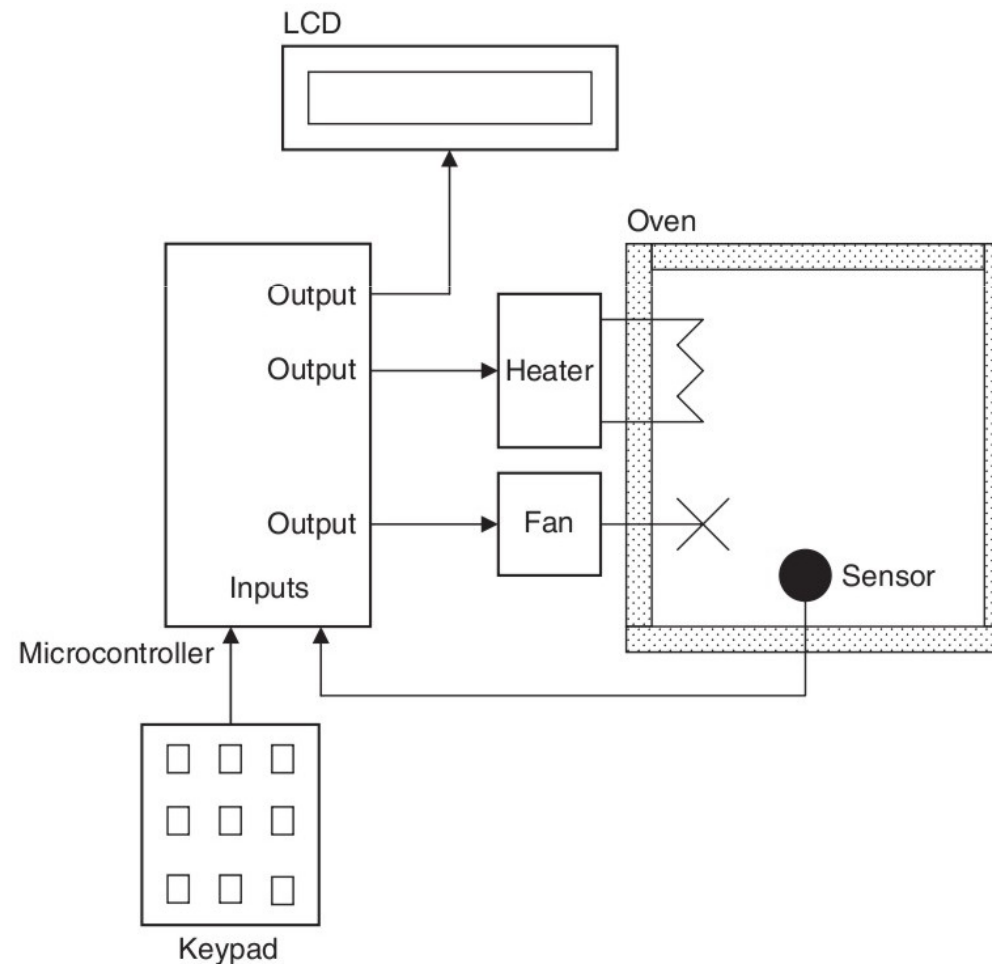 LCD
Oven
Output
Output
Heater
Output
Fan
Sensor
Inputs
Microcontroller
Keypad